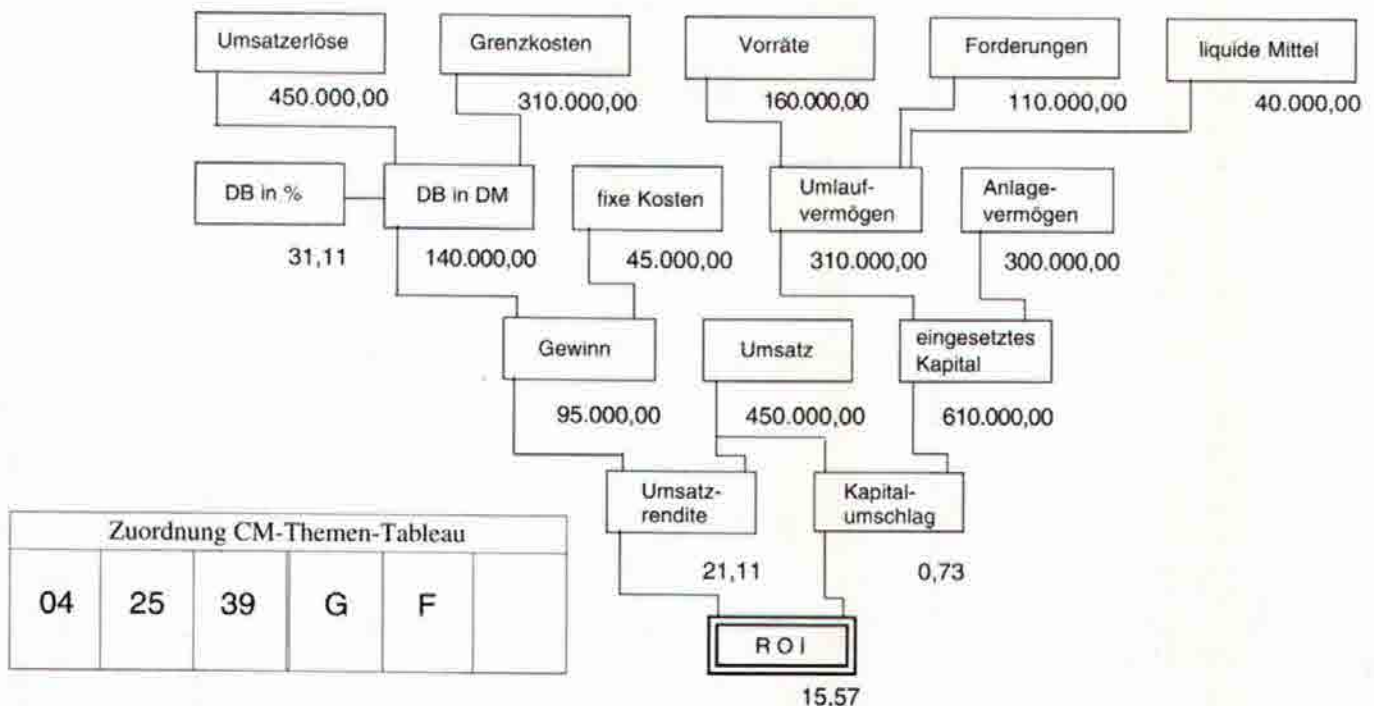 Umsatzerlöse
Grenzkosten
Vorräte
Forderungen
liquide Mittel
450.000,00
310.000,00
160.000,00
110.000,00
40.000,00
DB in %
DB in DM
fixe Kosten
Umlauf-
vermögen
Anlage-
vermögen
31,11
140.000,00
45.000,00
310.000,00
300.000,00
Gewinn
Umsatz
eingesetztes
Kapital
95.000,00
450.000,00
610.000,00
Umsatz-
rendite
Kapital-
umschlag
21,11
0,73
Zuordnung CM-Themen-Tableau
04 25 39 G F
R O I
15,57